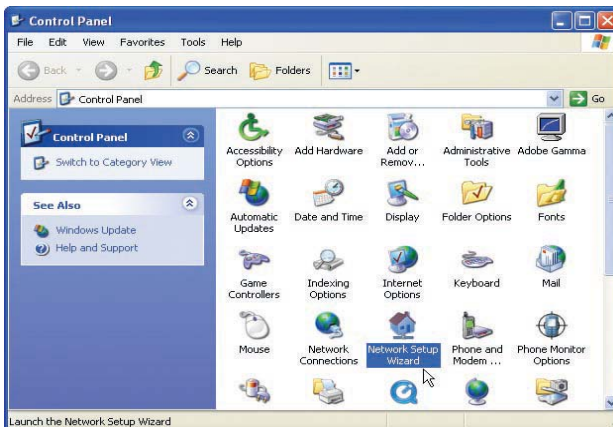 Control Panel
File Edit View Favorites Tools Help
Back Search Folders
Address Control Panel Go
Control Panel
Switch to Category View
See Also
Windows Update
Help and Support
Accessibility Options
Add Hardware
Add or Remov...
Administrative Tools
Adobe Gamma
Automatic Updates
Date and Time
Display
Folder Options
Fonts
Game Controllers
Indexing Options
Internet Options
Keyboard
Mail
Mouse
Network Connections
Network Setup Wizard
Phone and Modem ...
Phone Monitor Options
Launch the Network Setup Wizard